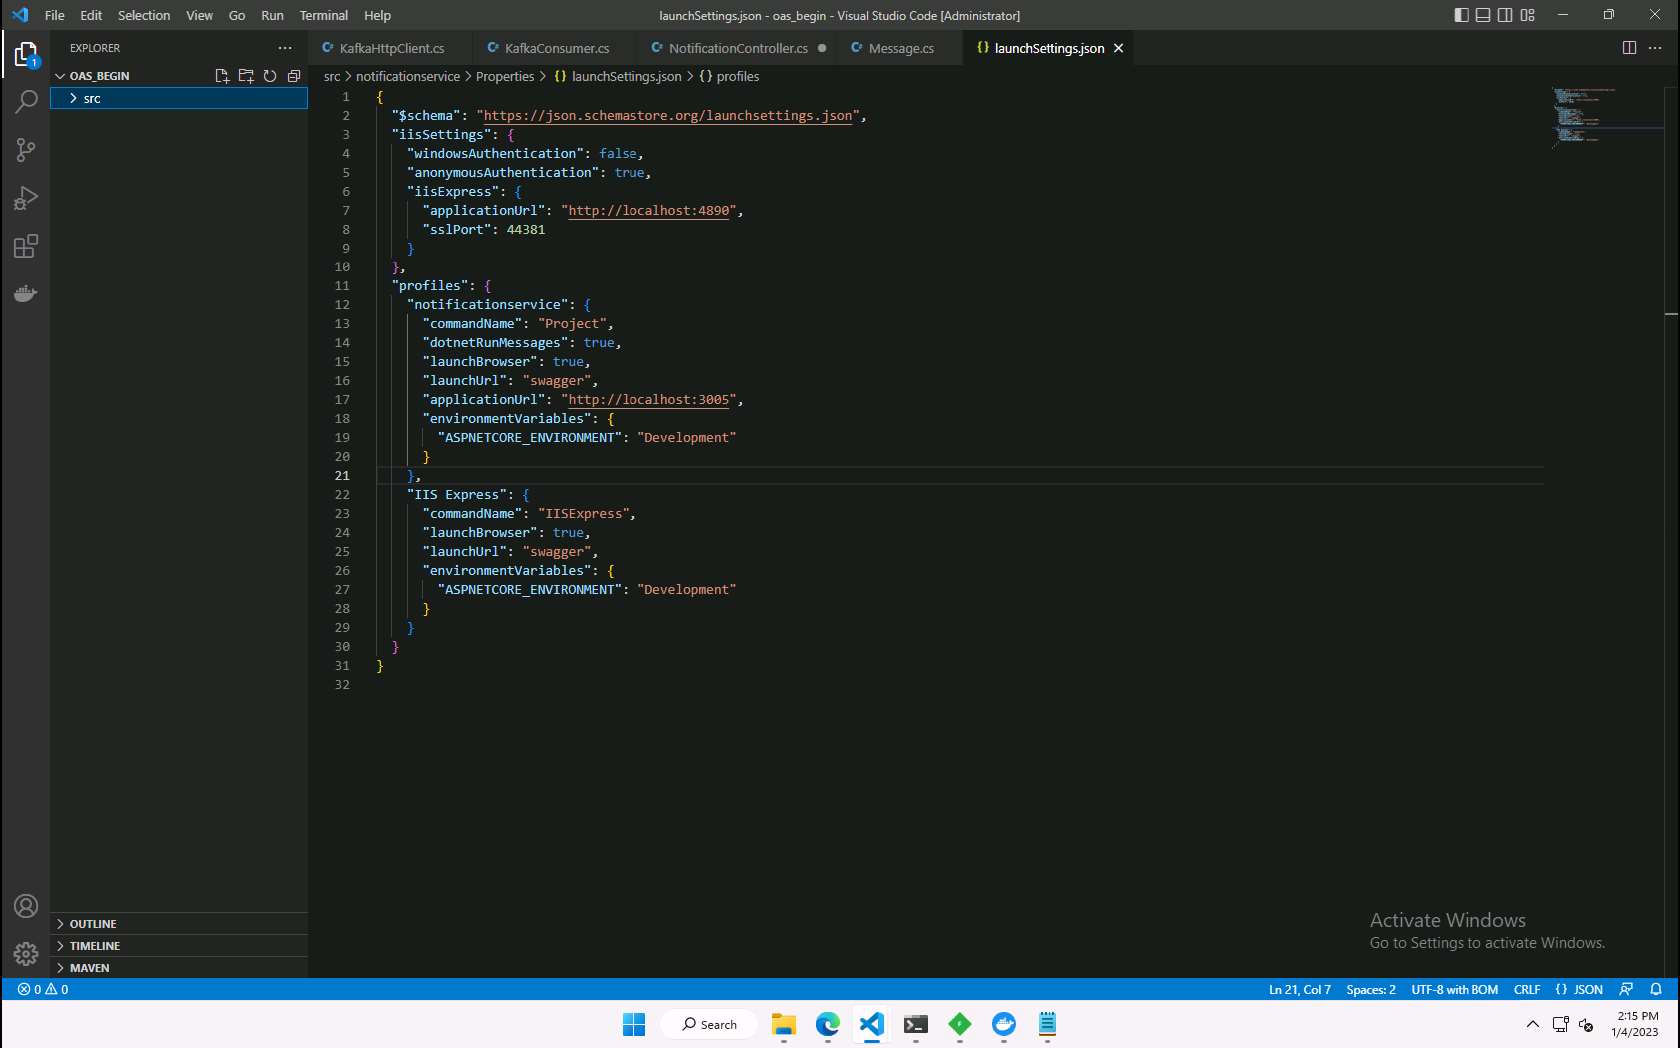 File Edit Selection View Go Run Terminal Help
launchSettings.json - oas_begin - Visual Studio Code [Administrator]
EXPLORER
KafkaHttpClient.cs
KafkaConsumer.cs
NotificationController.cs
Message.cs
launchSettings.json
OAS_BEGIN
src
src > notificationservice > Properties > {} launchSettings.json > {} profiles
1 {
2 "$schema": "https://json.schemastore.org/launchsettings.json",
3 "iisSettings": {
4 "windowsAuthentication": false,
5 "anonymousAuthentication": true,
6 "iisExpress": {
7 "applicationUrl": "http://localhost:4890",
8 "sslPort": 44381
9 }
10 },
11 "profiles": {
12 "notificationservice": {
13 "commandName": "Project",
14 "dotnetRunMessages": true,
15 "launchBrowser": true,
16 "launchUrl": "swagger",
17 "applicationUrl": "http://localhost:3005",
18 "environmentVariables": {
19 "ASPNETCORE_ENVIRONMENT": "Development"
20 }
21 },
22 "IIS Express": {
23 "commandName": "IISExpress",
24 "launchBrowser": true,
25 "launchUrl": "swagger",
26 "environmentVariables": {
27 "ASPNETCORE_ENVIRONMENT": "Development"
28 }
29 }
30 }
31 }
32
OUTLINE
TIMELINE
MAVEN
Activate Windows
Go to Settings to activate Windows.
0 0
Ln 21, Col 7 Spaces: 2 UTF-8 with BOM CRLF {} JSON
Search
2:15 PM
1/4/2023
1